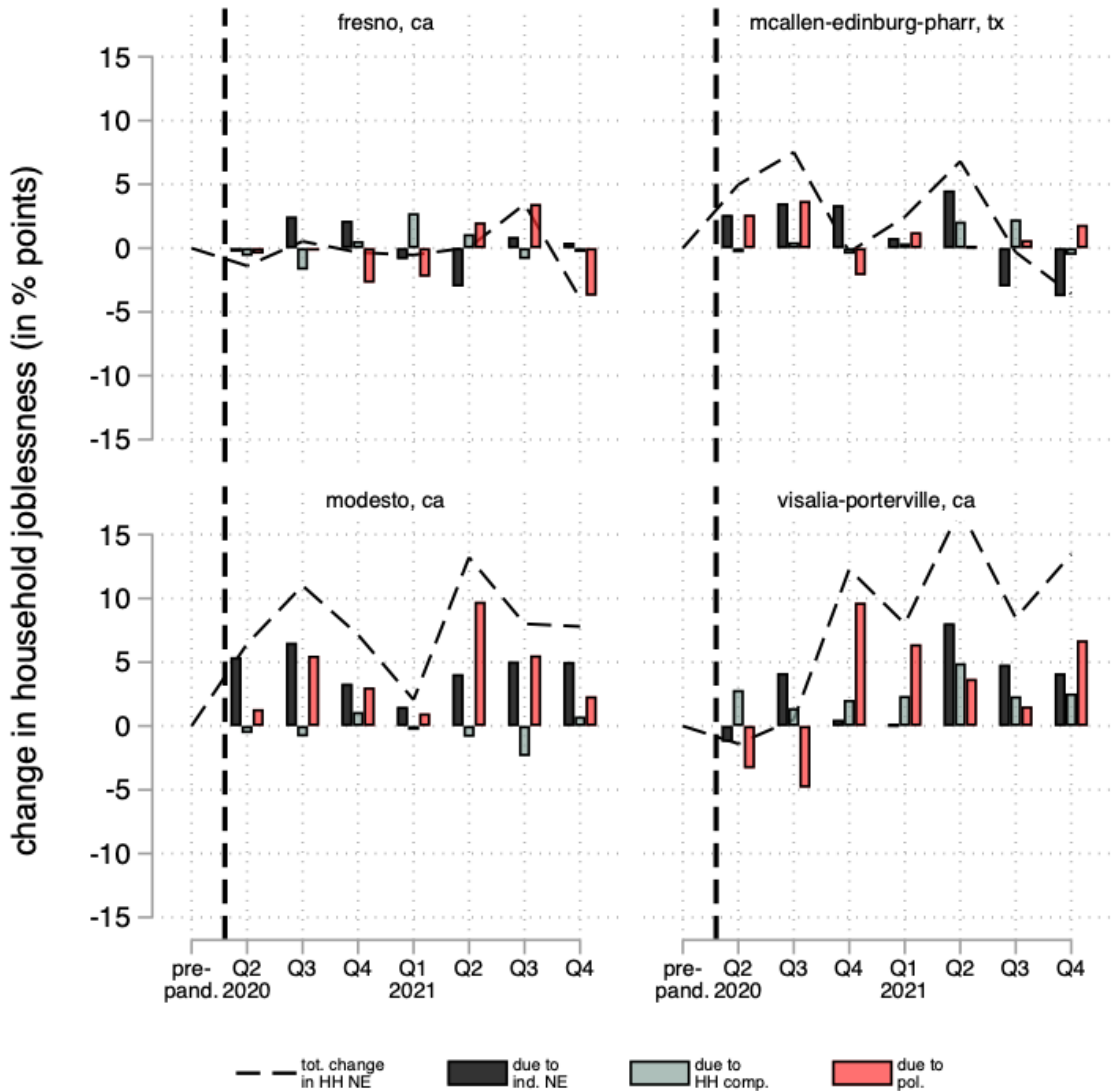 change in household joblessness (in % points)
fresno, ca
15
10
5
0
-5
-10
-15
mcallen-edinburg-pharr, tx
modesto, ca
15
10
5
0
-5
-10
-15
visalia-porterville, ca
pre-
pand.
Q2
2020
Q3
Q4
Q1
2021
Q2
Q3
Q4
pre-
pand.
Q2
2020
Q3
Q4
Q1
2021
Q2
Q3
Q4
tot. change
in HH NE
due to
ind. NE
due to
HH comp.
due to
pol.